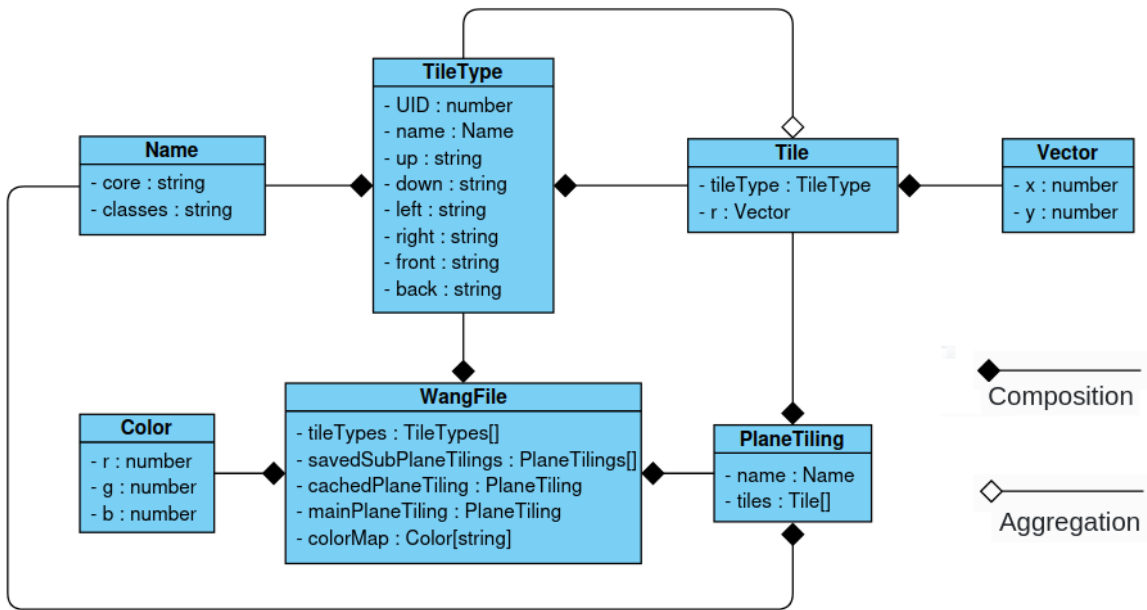 TileType
- UID : number
- name : Name
- up : string
- down : string
- left : string
- right : string
- front : string
- back : string
Name
- core : string
- classes : string
Tile
- tileType : TileType
- r : Vector
Vector
- x : number
- y : number
Color
- r : number
- g : number
- b : number
WangFile
- tileTypes : TileTypes[]
- savedSubPlaneTilings : PlaneTilings[]
- cachedPlaneTiling : PlaneTiling
- mainPlaneTiling : PlaneTiling
- colorMap : Color[string]
PlaneTiling
- name : Name
- tiles : Tile[]
Composition
Aggregation